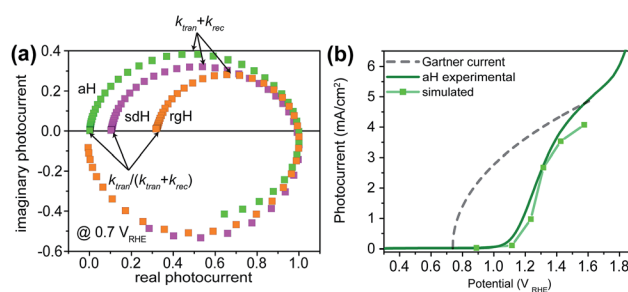 (a)
k_tran+k_rec
aH
sdH
rgH
k_tran/(k_tran+k_rec)
@ 0.7 V_RHE
imaginary photocurrent
0.4
0.2
0.0
-0.2
-0.4
-0.6
0.0 0.2 0.4 0.6 0.8 1.0
real photocurrent
(b)
Gartner current
aH experimental
simulated
Photocurrent (mA/cm²)
6
5
4
3
2
1
0
0.4 0.6 0.8 1.0 1.2 1.4 1.6 1.8
Potential (V_RHE)